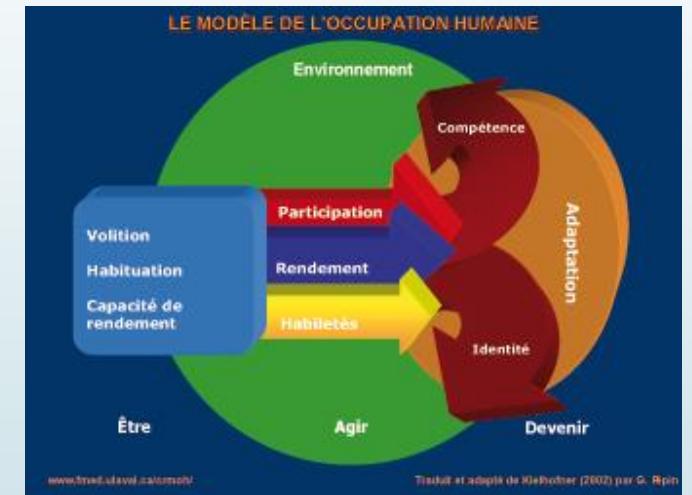 LE MODÈLE DE L'OCCUPATION HUMAINE
Environnement
Compétence
Participation
Volition
Adaptation
Habituation
Rendement
Capacité de
rendement
Habiletés
Identité
Être
Agir
Devenir
www.fmed.ulaval.ca/crmoh/
Traduit et adapté de Kielhofner (2002) par G. Pépin